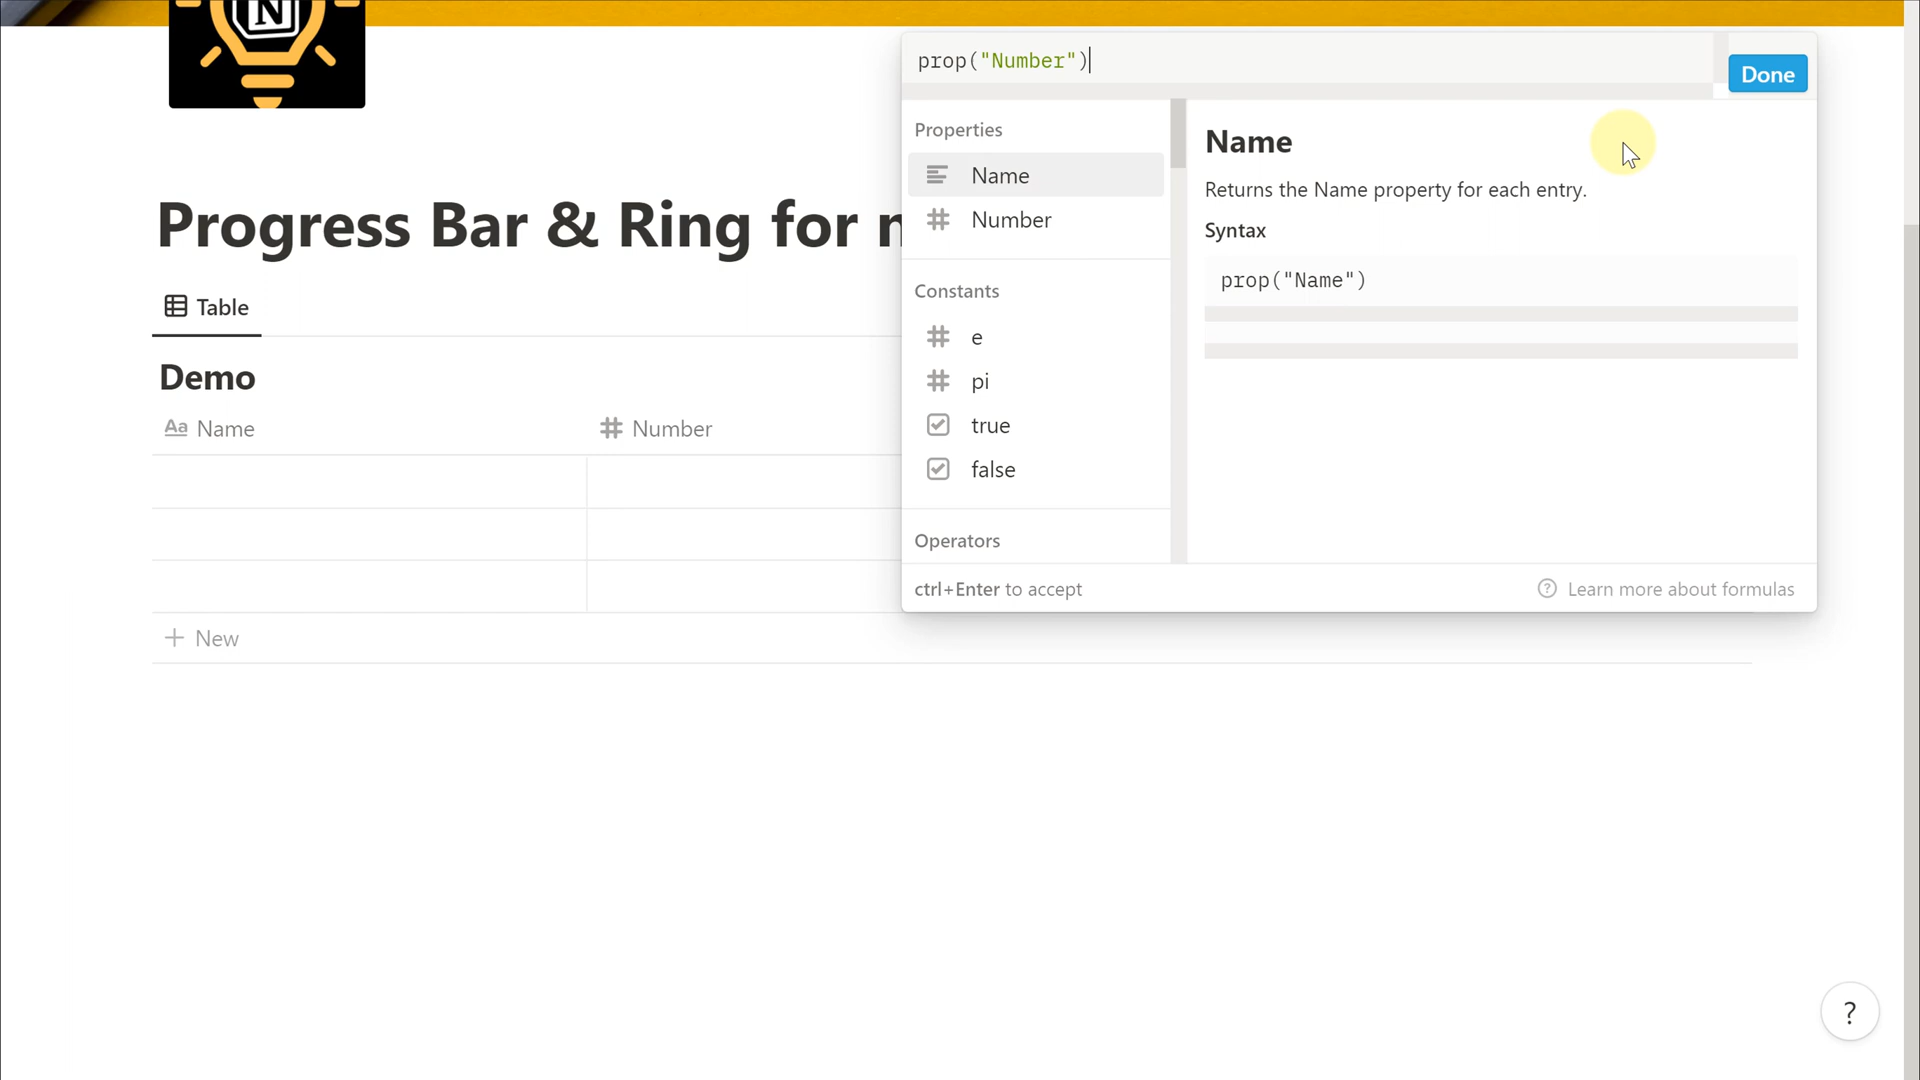 N
prop("Number")
Done
Properties
Name
Number
Constants
e
pi
true
false
Operators
ctrl+Enter to accept
Name
Returns the Name property for each entry.
Syntax
prop("Name")
Learn more about formulas
Progress Bar & Ring for
Table
Demo
Aa Name
Number
New
?